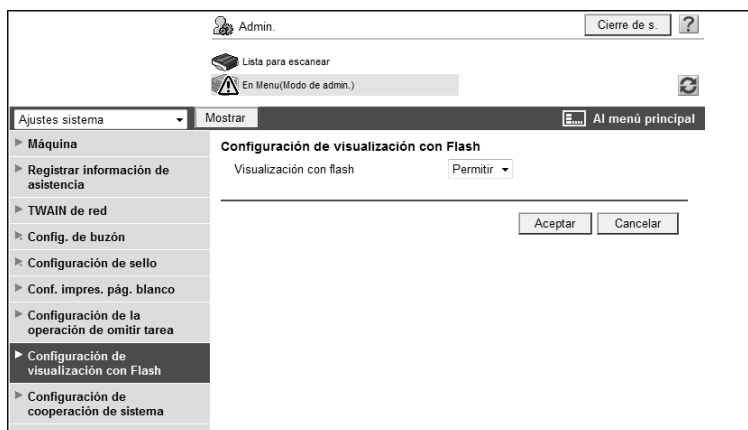 Admin.
Cierre de s.
?
Lista para escanear
En Menu(Modo de admin.)
Ajustes sistema
Mostrar
Al menú principal
Máquina
Registrar información de
asistencia
TWAIN de red
Config. de buzón
Configuración de sello
Conf. impres. pág. blanco
Configuración de la
operación de omitir tarea
Configuración de
visualización con Flash
Configuración de
cooperación de sistema
Configuración de visualización con Flash
Visualización con flash
Permitir
Aceptar
Cancelar